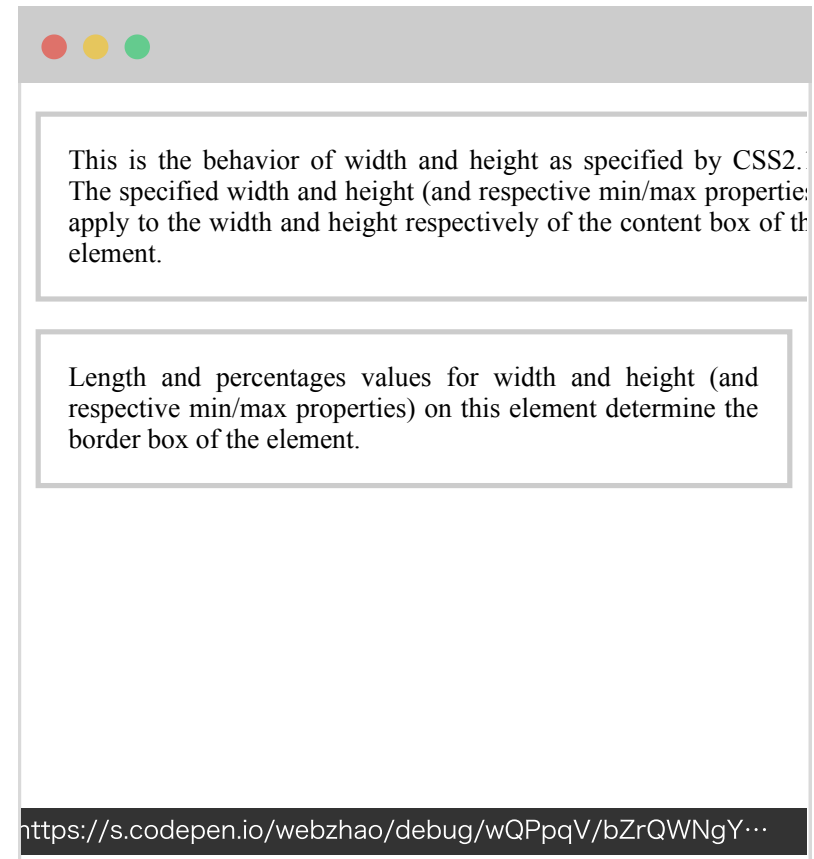 This is the behavior of width and height as specified by CSS2.
The specified width and height (and respective min/max
apply to the width and height respectively of the content box of
element.
Length and percentages values for width and height (and
respective min/max properties) on this element determine the
border box of the element.
https://s.codepen.io/webzhao/debug/wQPpqV/bZrQWNgY…